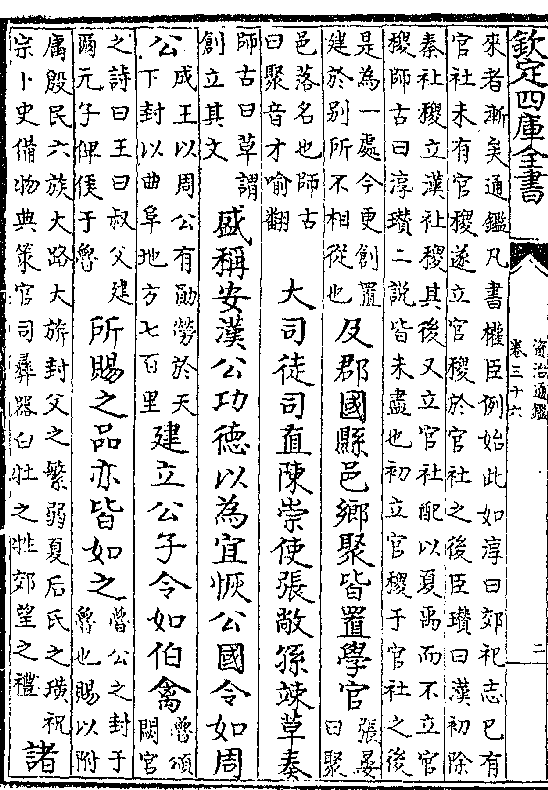 欽定四庫全書
資治通鑑
卷三十六
二
來者漸矣通鑑凡書權臣例始此如淳曰郊祀志已有
官社未有官稷遂立官稷於官社之後臣瓚曰漢初除
秦社稷立漢社稷其後又立官社配以夏禹而不立官
稷師古曰淳瓚二説皆未盡也初立官稷于官社之後
是為一處今更創置
建於别所不相從也
及郡國縣邑鄉聚皆置學官
張晏
曰聚
邑落名也師古
曰聚音才喻翻
大司徒司直陳崇使張敞孫竦草奏
師古曰草謂
創立其文
盛稱安漢公功德以為宜恢公國令如周
公
成王以周公有勛勞於天
下封以曲阜地方七百里
建立公子令如伯禽
魯頌
閟宫
之詩曰王曰叔父建
爾元子俾侯于魯
所賜之品亦皆如之
魯公之封于
魯也賜以附
庸殷民六族大路大旂封父之繁弱夏后氏之璜祝
宗卜史備物典策官司彞器白牡之牲郊望之禮
諸